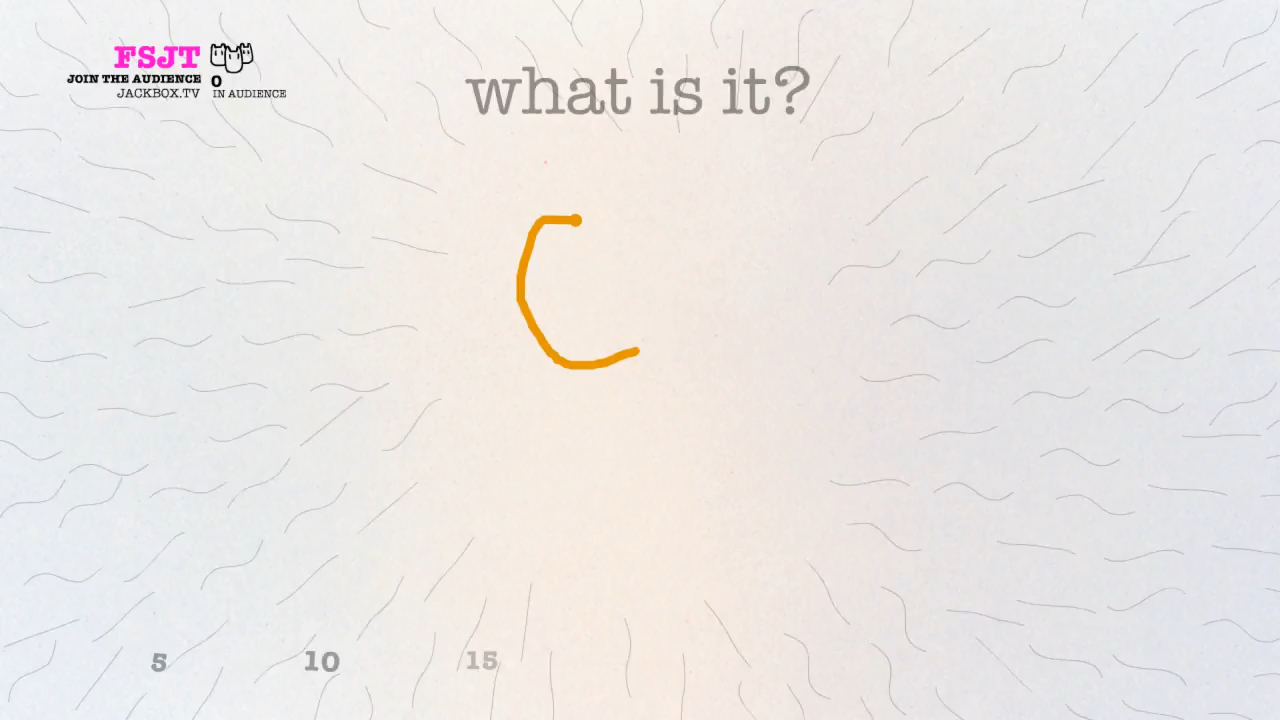 FSJT
JOIN THE AUDIENCE
JACKBOX.TV
0
IN AUDIENCE
what is it?
5 10 15